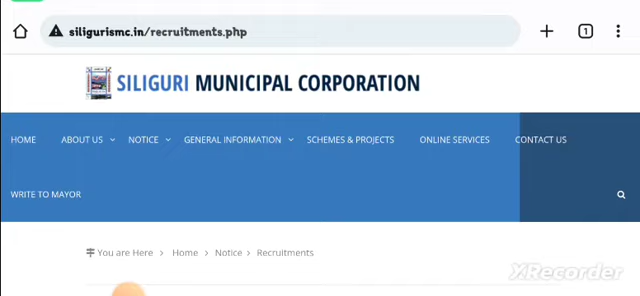 siligurismc.in/recruitments.php
1
SILIGURI MUNICIPAL CORPORATION
HOME ABOUT US NOTICE GENERAL INFORMATION SCHEMES & PROJECTS ONLINE SERVICES CONTACT US
WRITE TO MAYOR
You are Here > Home > Notice > Recruitments
XRecorder